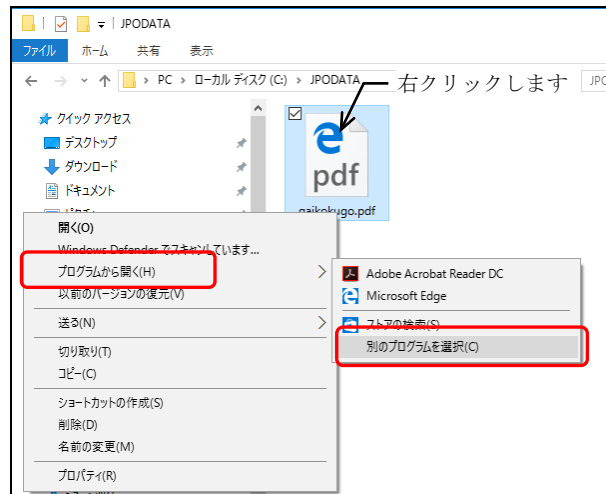 JPODATA
ファイル ホーム 共有 表示
PC > ローカル ディスク (C:) > JPODATA
右クリックします
JPO
クイック アクセス
デスクトップ
ダウンロード
ドキュメント
pdf
gaikokugo.pdf
開く(O)
Windows Defender でスキャンしています...
プログラムから開く(H)
以前のバージョンの復元(V)
送る(N)
切り取り(T)
コピー(C)
ショートカットの作成(S)
削除(D)
名前の変更(M)
プロパティ(R)
Adobe Acrobat Reader DC
Microsoft Edge
ストアの検索(S)
別のプログラムを選択(C)